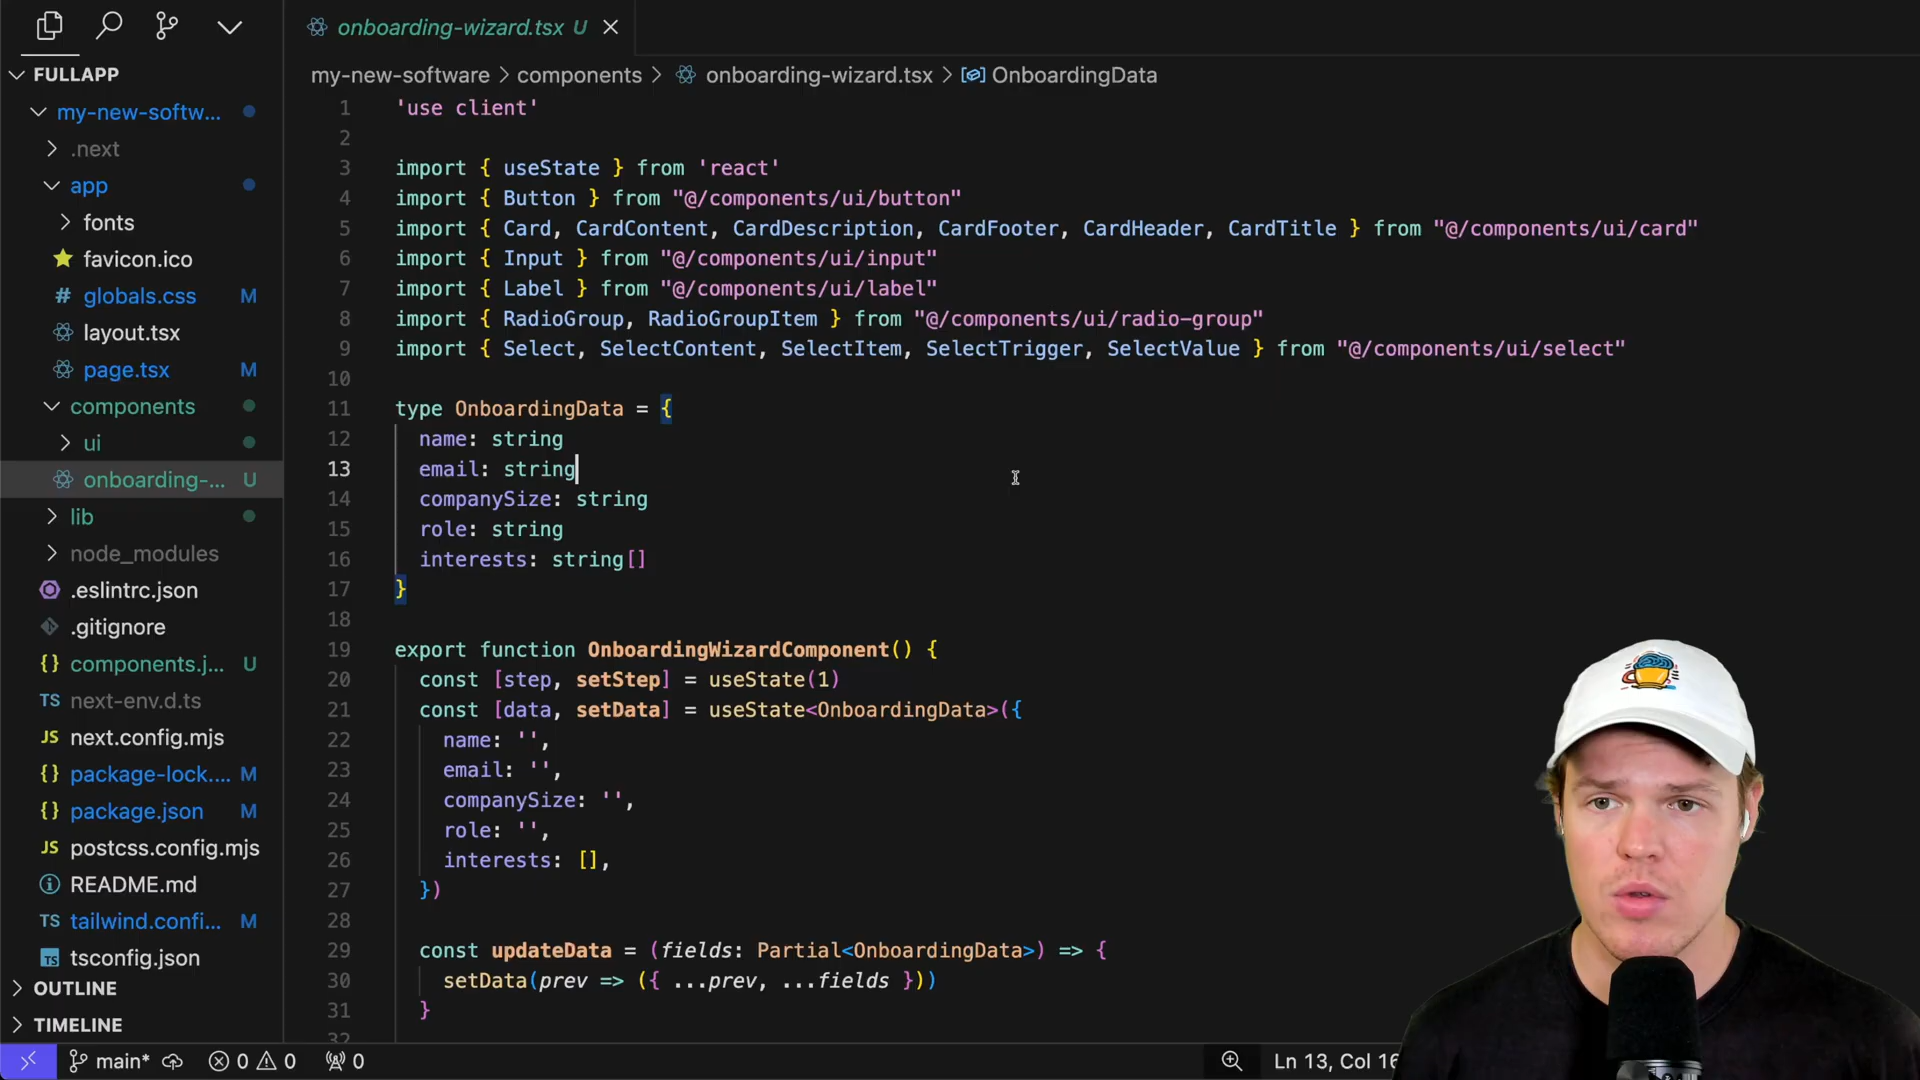 onboarding-wizard.tsx U
FULLAPP
my-new-software > components > onboarding-wizard.tsx > OnboardingData
my-new-softw...
.next
app
fonts
favicon.ico
# globals.css M
layout.tsx
page.tsx M
components
ui
onboarding-... U
lib
node_modules
.eslintrc.json
.gitignore
{} components.j... U
TS next-env.d.ts
JS next.config.mjs
{} package-lock.... M
{} package.json M
JS postcss.config.mjs
README.md
TS tailwind.confi... M
TS tsconfig.json
OUTLINE
TIMELINE
1 'use client'
2
3 import { useState } from 'react'
4 import { Button } from "@/components/ui/button"
5 import { Card, CardContent, CardDescription, CardFooter, CardHeader, CardTitle } from "@/components/ui/card"
6 import { Input } from "@/components/ui/input"
7 import { Label } from "@/components/ui/label"
8 import { RadioGroup, RadioGroupItem } from "@/components/ui/radio-group"
9 import { Select, SelectContent, SelectItem, SelectTrigger, SelectValue } from "@/components/ui/select"
10
11 type OnboardingData = {
12 name: string
13 email: string
14 companySize: string
15 role: string
16 interests: string[]
17 }
18
19 export function OnboardingWizardComponent() {
20 const [step, setStep] = useState(1)
21 const [data, setData] = useState<OnboardingData>({
22 name: '',
23 email: '',
24 companySize: '',
25 role: '',
26 interests: [],
27 })
28
29 const updateData = (fields: Partial<OnboardingData>) => {
30 setData(prev => ({ ...prev, ...fields }))
31 }
32
main* 0 0 0 Ln 13, Col 16